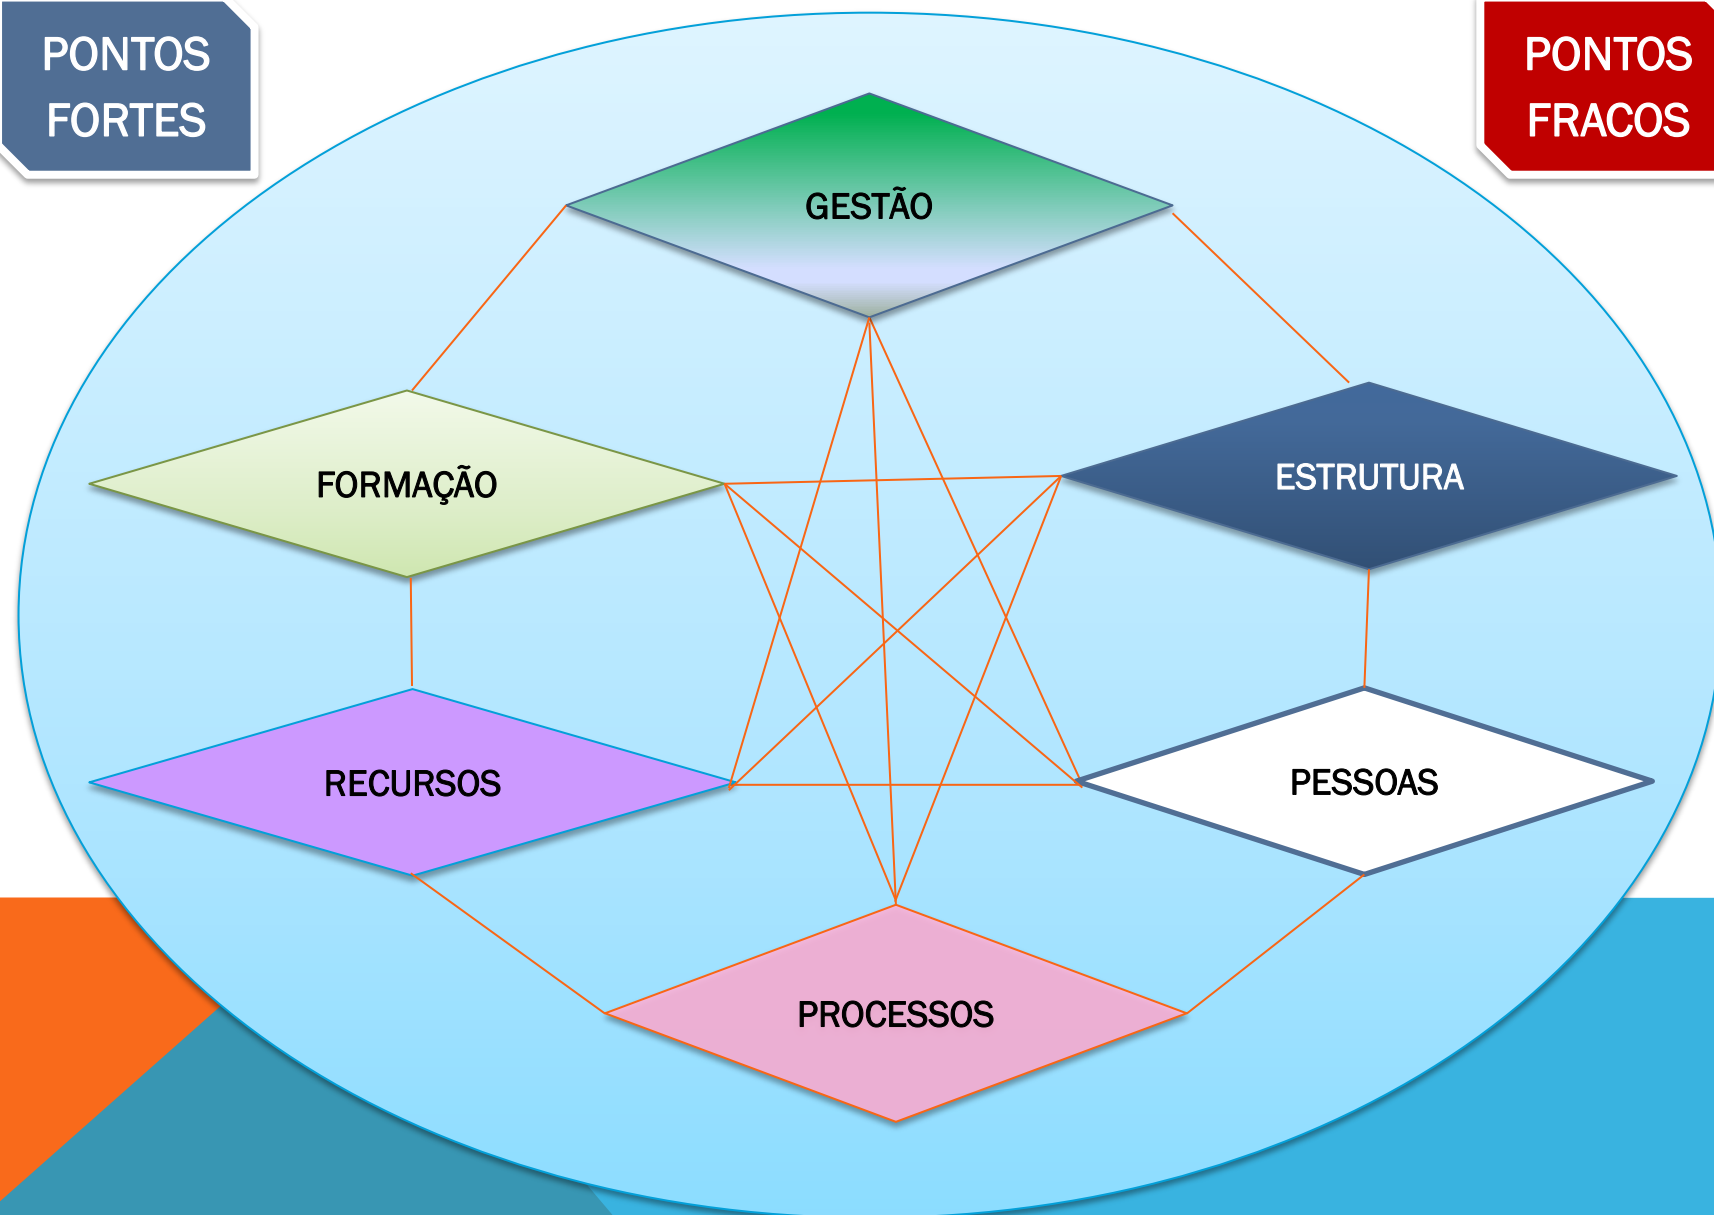 PONTOS
FORTES
PONTOS
FRACOS
GESTÃO
FORMAÇÃO
ESTRUTURA
RECURSOS
PESSOAS
PROCESSOS